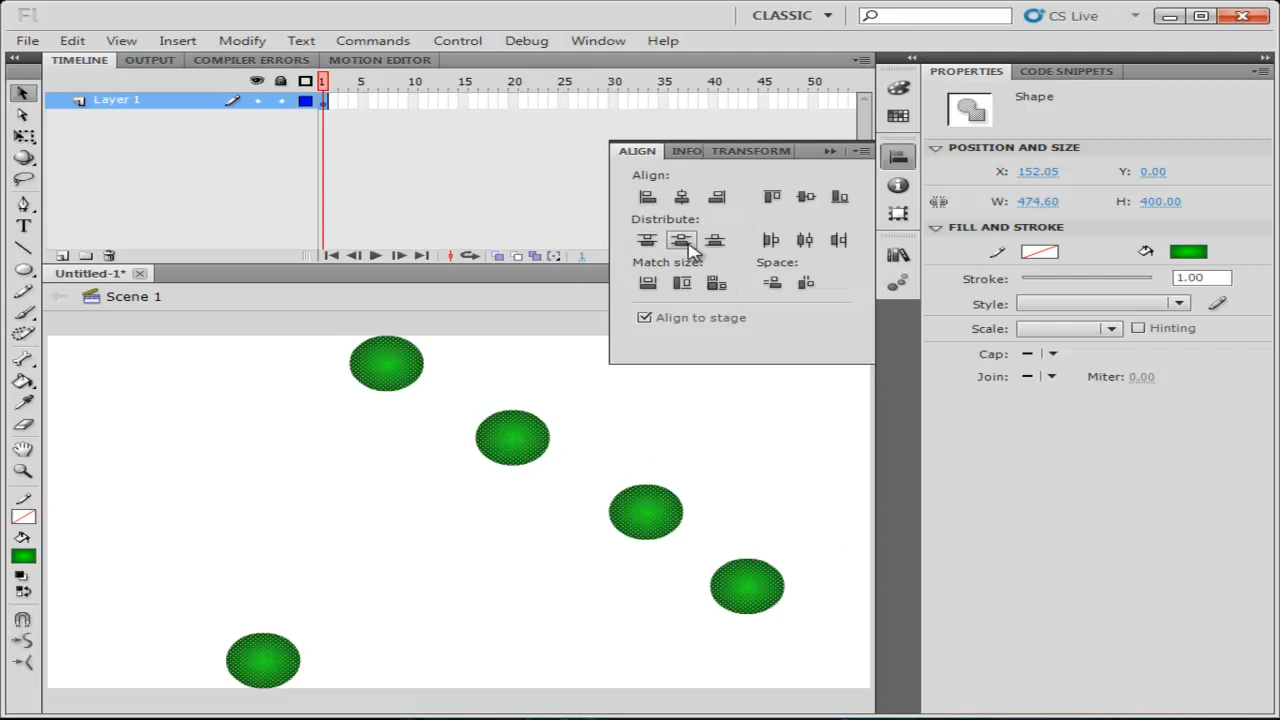 Fl CLASSIC CS Live
File Edit View Insert Modify Text Commands Control Debug Window Help
TIMELINE OUTPUT COMPILER ERRORS MOTION EDITOR
1 5 10 15 20 25 30 35 40 45 50
Layer 1
1
Untitled-1*
Scene 1
ALIGN INFO TRANSFORM
Align:
Distribute:
Match size: Space:
Align to stage
PROPERTIES CODE SNIPPETS
Shape
POSITION AND SIZE
X: 152.05 Y: 0.00
W: 474.60 H: 400.00
FILL AND STROKE
Stroke: 1.00
Style:
Scale: Hinting
Cap:
Join: Miter: 0.00
T